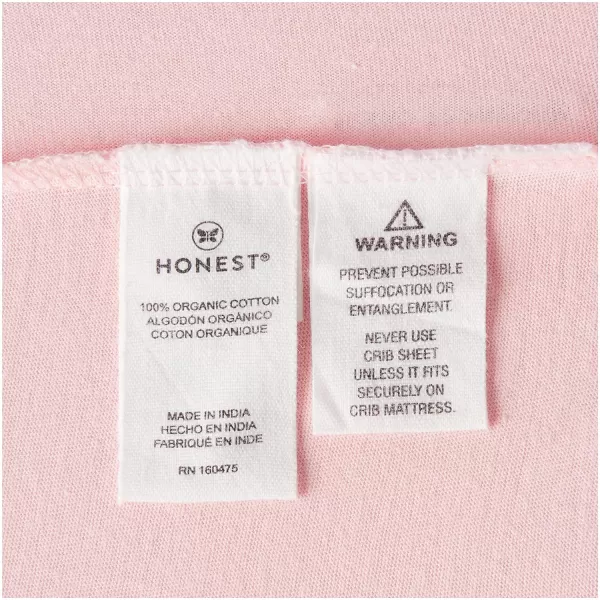 HONEST®
100% ORGANIC COTTON
ALGODÓN ORGÁNICO
COTON ORGANIQUE
MADE IN INDIA
HECHO EN INDIA
FABRIQUÉ EN INDE
RN 160475
WARNING
PREVENT POSSIBLE
SUFFOCATION OR
ENTANGLEMENT.
NEVER USE
CRIB SHEET
UNLESS IT FITS
SECURELY ON
CRIB MATTRESS.